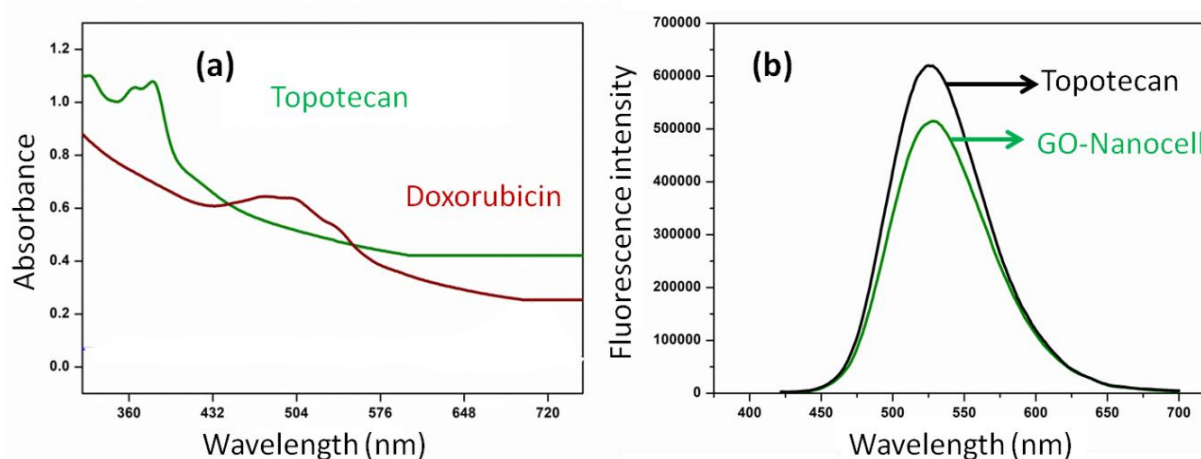 (a)
Topotecan
Doxorubicin
Absorbance
1.2
1.0
0.8
0.6
0.4
0.2
0.0
360 432 504 576 648 720
Wavelength (nm)
(b)
Topotecan
GO-Nanocell
Fluorescence intensity
700000
600000
500000
400000
300000
200000
100000
0
400 450 500 550 600 650 700
Wavelength (nm)